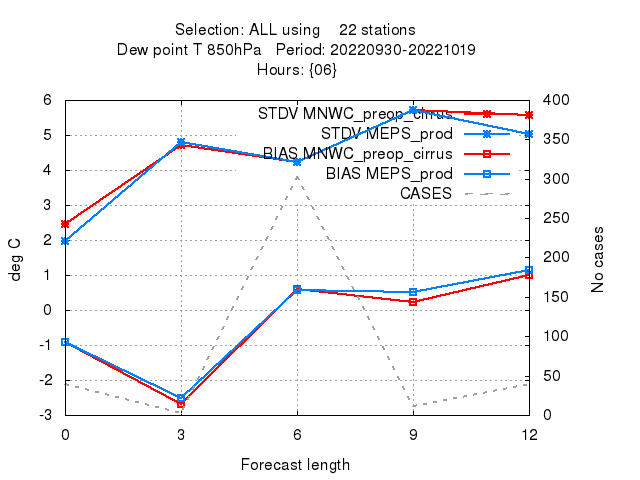 Selection: ALL using    22 stations
Dew point T 850hPa   Period: 20220930-20221019
Hours: {06}
STDV MNWC_preop_cirrus
STDV MEPS_prod
BIAS MNWC_preop_cirrus
BIAS MEPS_prod
CASES
6
5
4
3
2
1
0
-1
-2
-3
deg C
400
350
300
250
200
150
100
50
0
No cases
0 3 6 9 12
Forecast length